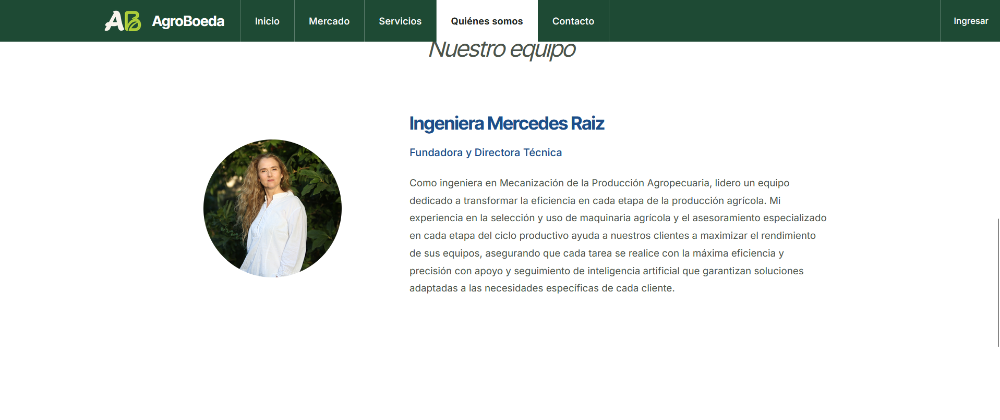 AB AgroBoeda Inicio Mercado Servicios Quiénes somos Contacto Ingresar
Nuestro equipo
Ingeniera Mercedes Raiz
Fundadora y Directora Técnica
Como ingeniera en Mecanización de la Producción Agropecuaria, lidero un equipo
dedicado a transformar la eficiencia en cada etapa de la producción agrícola. Mi
experiencia en la selección y uso de maquinaria agrícola y el asesoramiento especializado
en cada etapa del ciclo productivo ayuda a nuestros clientes a maximizar el rendimiento
de sus equipos, asegurando que cada tarea se realice con la máxima eficiencia y
precisión con apoyo y seguimiento de inteligencia artificial que garantizan soluciones
adaptadas a las necesidades específicas de cada cliente.